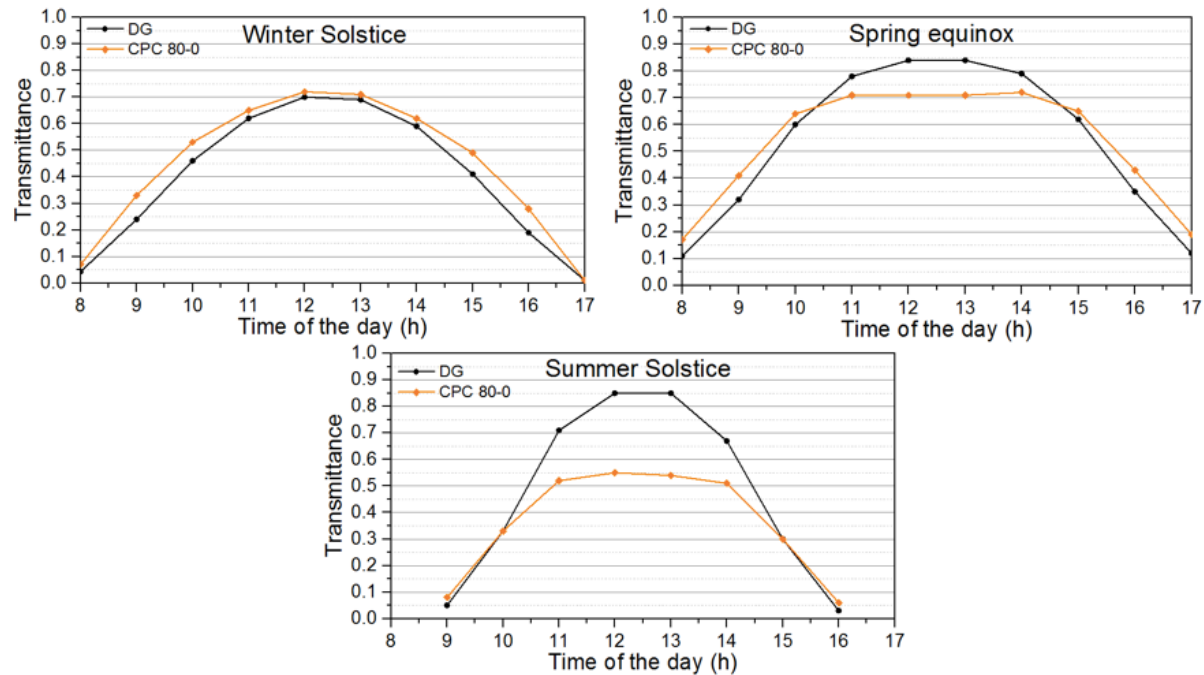 Winter Solstice
DG
CPC 80-0
Transmittance
1.0
0.9
0.8
0.7
0.6
0.5
0.4
0.3
0.2
0.1
0.0
8 9 10 11 12 13 14 15 16 17
Time of the day (h)
Spring equinox
DG
CPC 80-0
Transmittance
1.0
0.9
0.8
0.7
0.6
0.5
0.4
0.3
0.2
0.1
0.0
8 9 10 11 12 13 14 15 16 17
Time of the day (h)
Summer Solstice
DG
CPC 80-0
Transmittance
1.0
0.9
0.8
0.7
0.6
0.5
0.4
0.3
0.2
0.1
0.0
8 9 10 11 12 13 14 15 16 17
Time of the day (h)